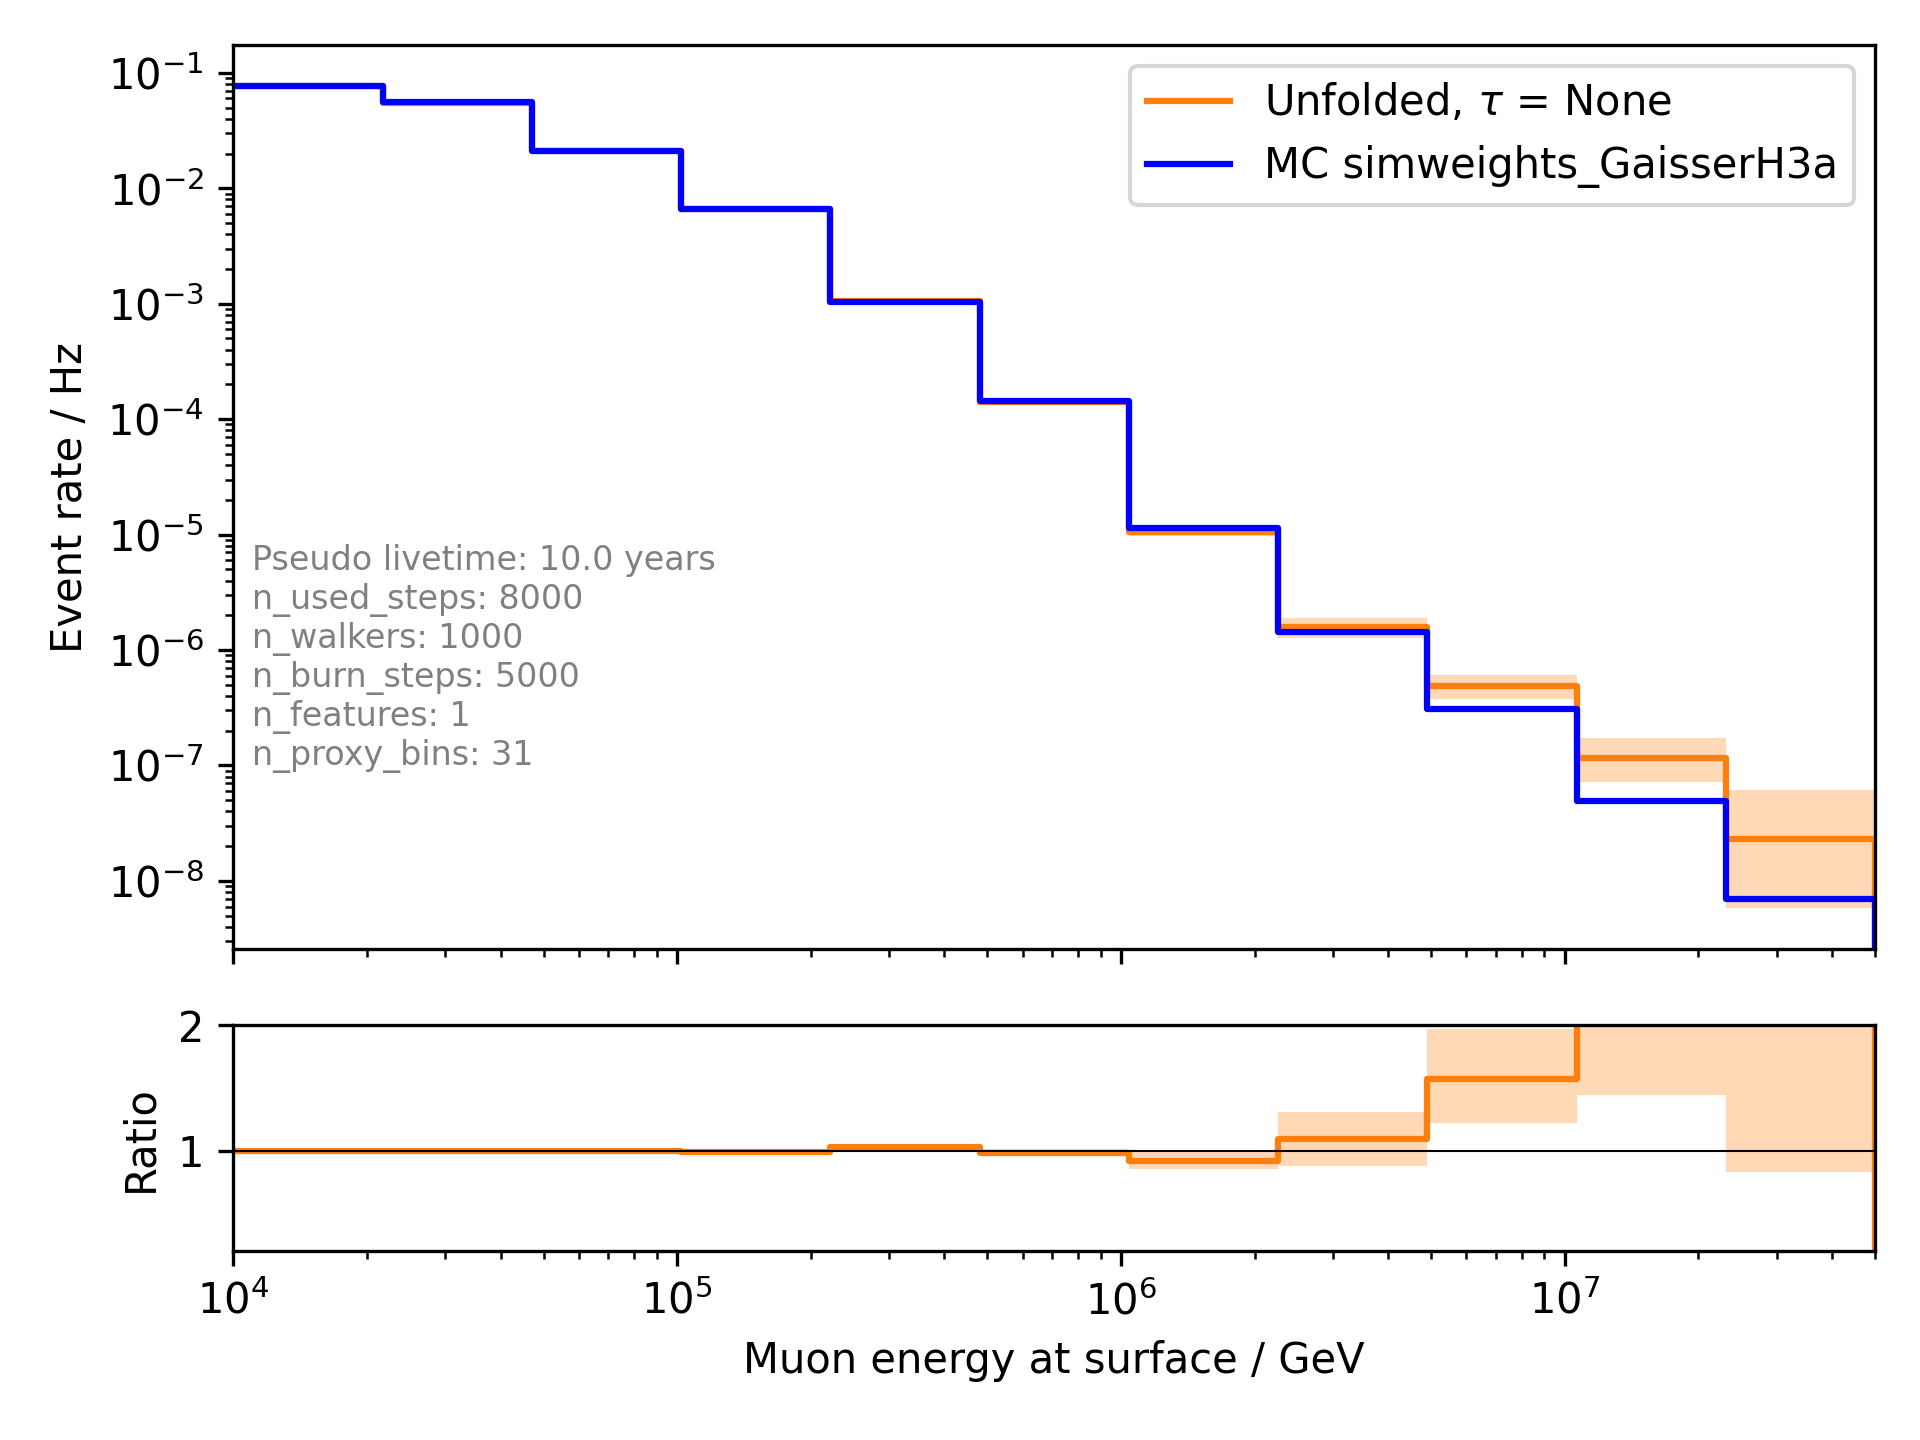 10⁻¹
10⁻²
10⁻³
10⁻⁴
10⁻⁵
10⁻⁶
10⁻⁷
10⁻⁸
Event rate / Hz
Unfolded, τ = None
MC simweights_GaisserH3a
Pseudo livetime: 10.0 years
n_used_steps: 8000
n_walkers: 1000
n_burn_steps: 5000
n_features: 1
n_proxy_bins: 31
2
1
Ratio
10⁴ 10⁵ 10⁶ 10⁷
Muon energy at surface / GeV